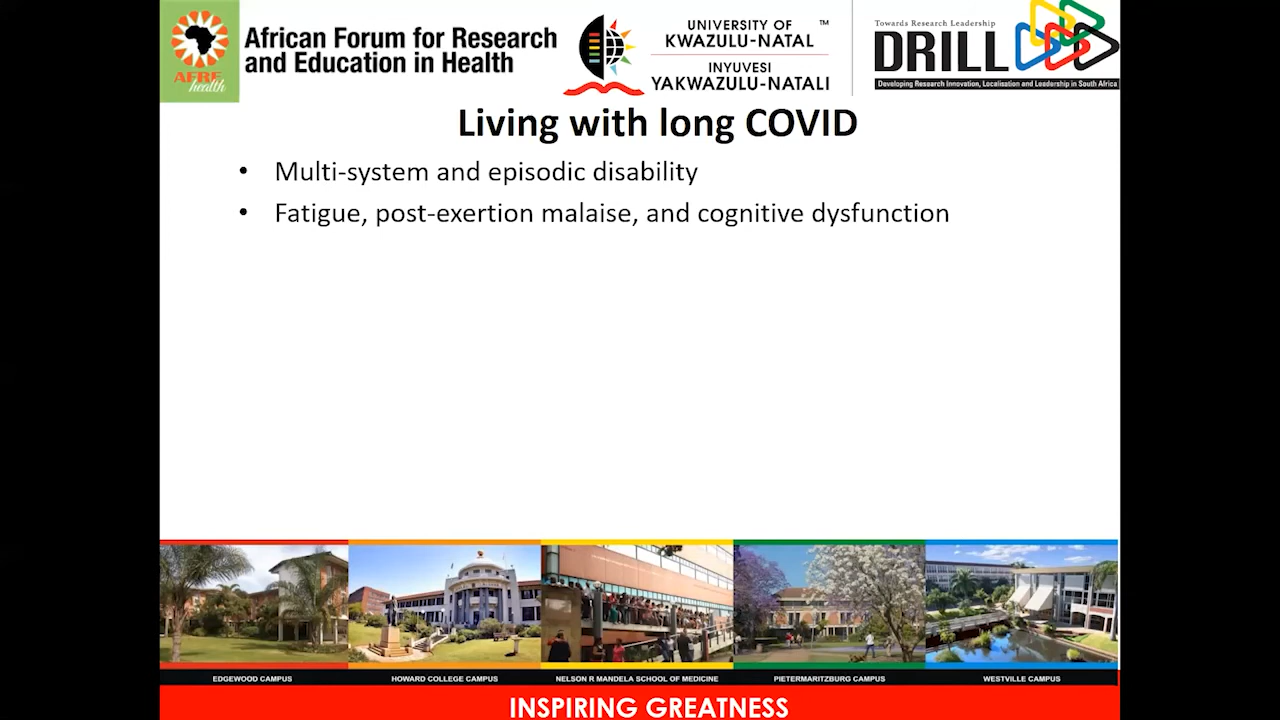 African Forum for Research
and Education in Health
AFRE
health
UNIVERSITY OF
KWAZULU-NATAL
INYUVESI
YAKWAZULU-NATALI
TM
Towards Research Leadership
DRILL
Developing Research Innovation, Localisation and Leadership in South Africa
Living with long COVID
• Multi-system and episodic disability
• Fatigue, post-exertion malaise, and cognitive dysfunction
EDGEWOOD CAMPUS
HOWARD COLLEGE CAMPUS
NELSON R MANDELA SCHOOL OF MEDICINE
PIETERMARITZBURG CAMPUS
WESTVILLE CAMPUS
INSPIRING GREATNESS